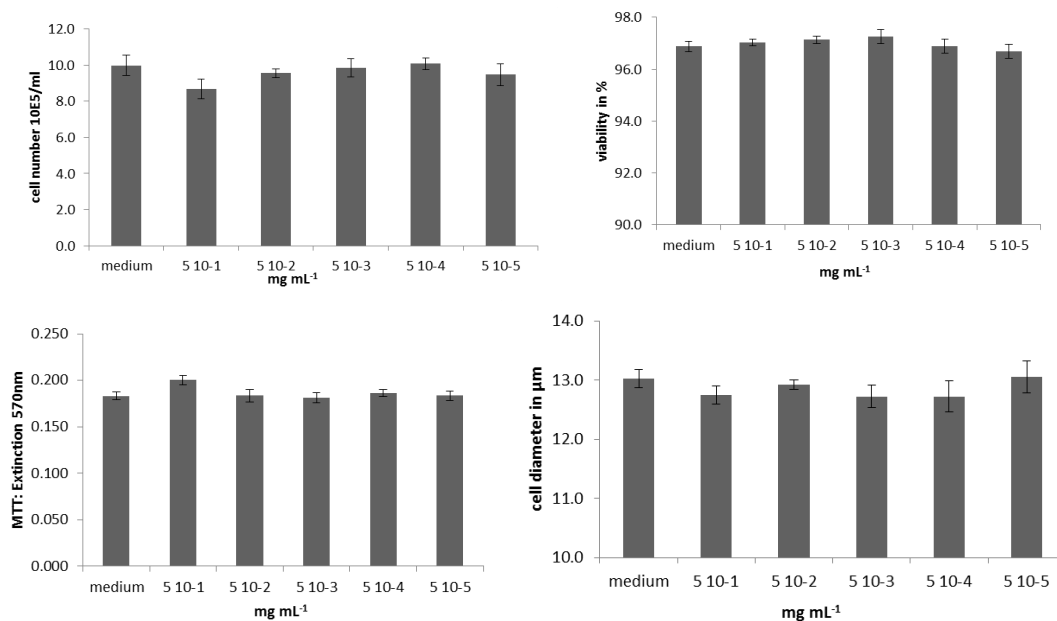 cell number 10E5/ml
12.0
10.0
8.0
6.0
4.0
2.0
0.0
medium 5 10-1 5 10-2 5 10-3 5 10-4 5 10-5
mg mL⁻¹
viability in %
98.0
96.0
94.0
92.0
90.0
medium 5 10-1 5 10-2 5 10-3 5 10-4 5 10-5
mg mL⁻¹
MTT: Extinction 570nm
0.250
0.200
0.150
0.100
0.050
0.000
medium 5 10-1 5 10-2 5 10-3 5 10-4 5 10-5
mg mL⁻¹
cell diameter in µm
14.0
13.0
12.0
11.0
10.0
medium 5 10-1 5 10-2 5 10-3 5 10-4 5 10-5
mg mL⁻¹